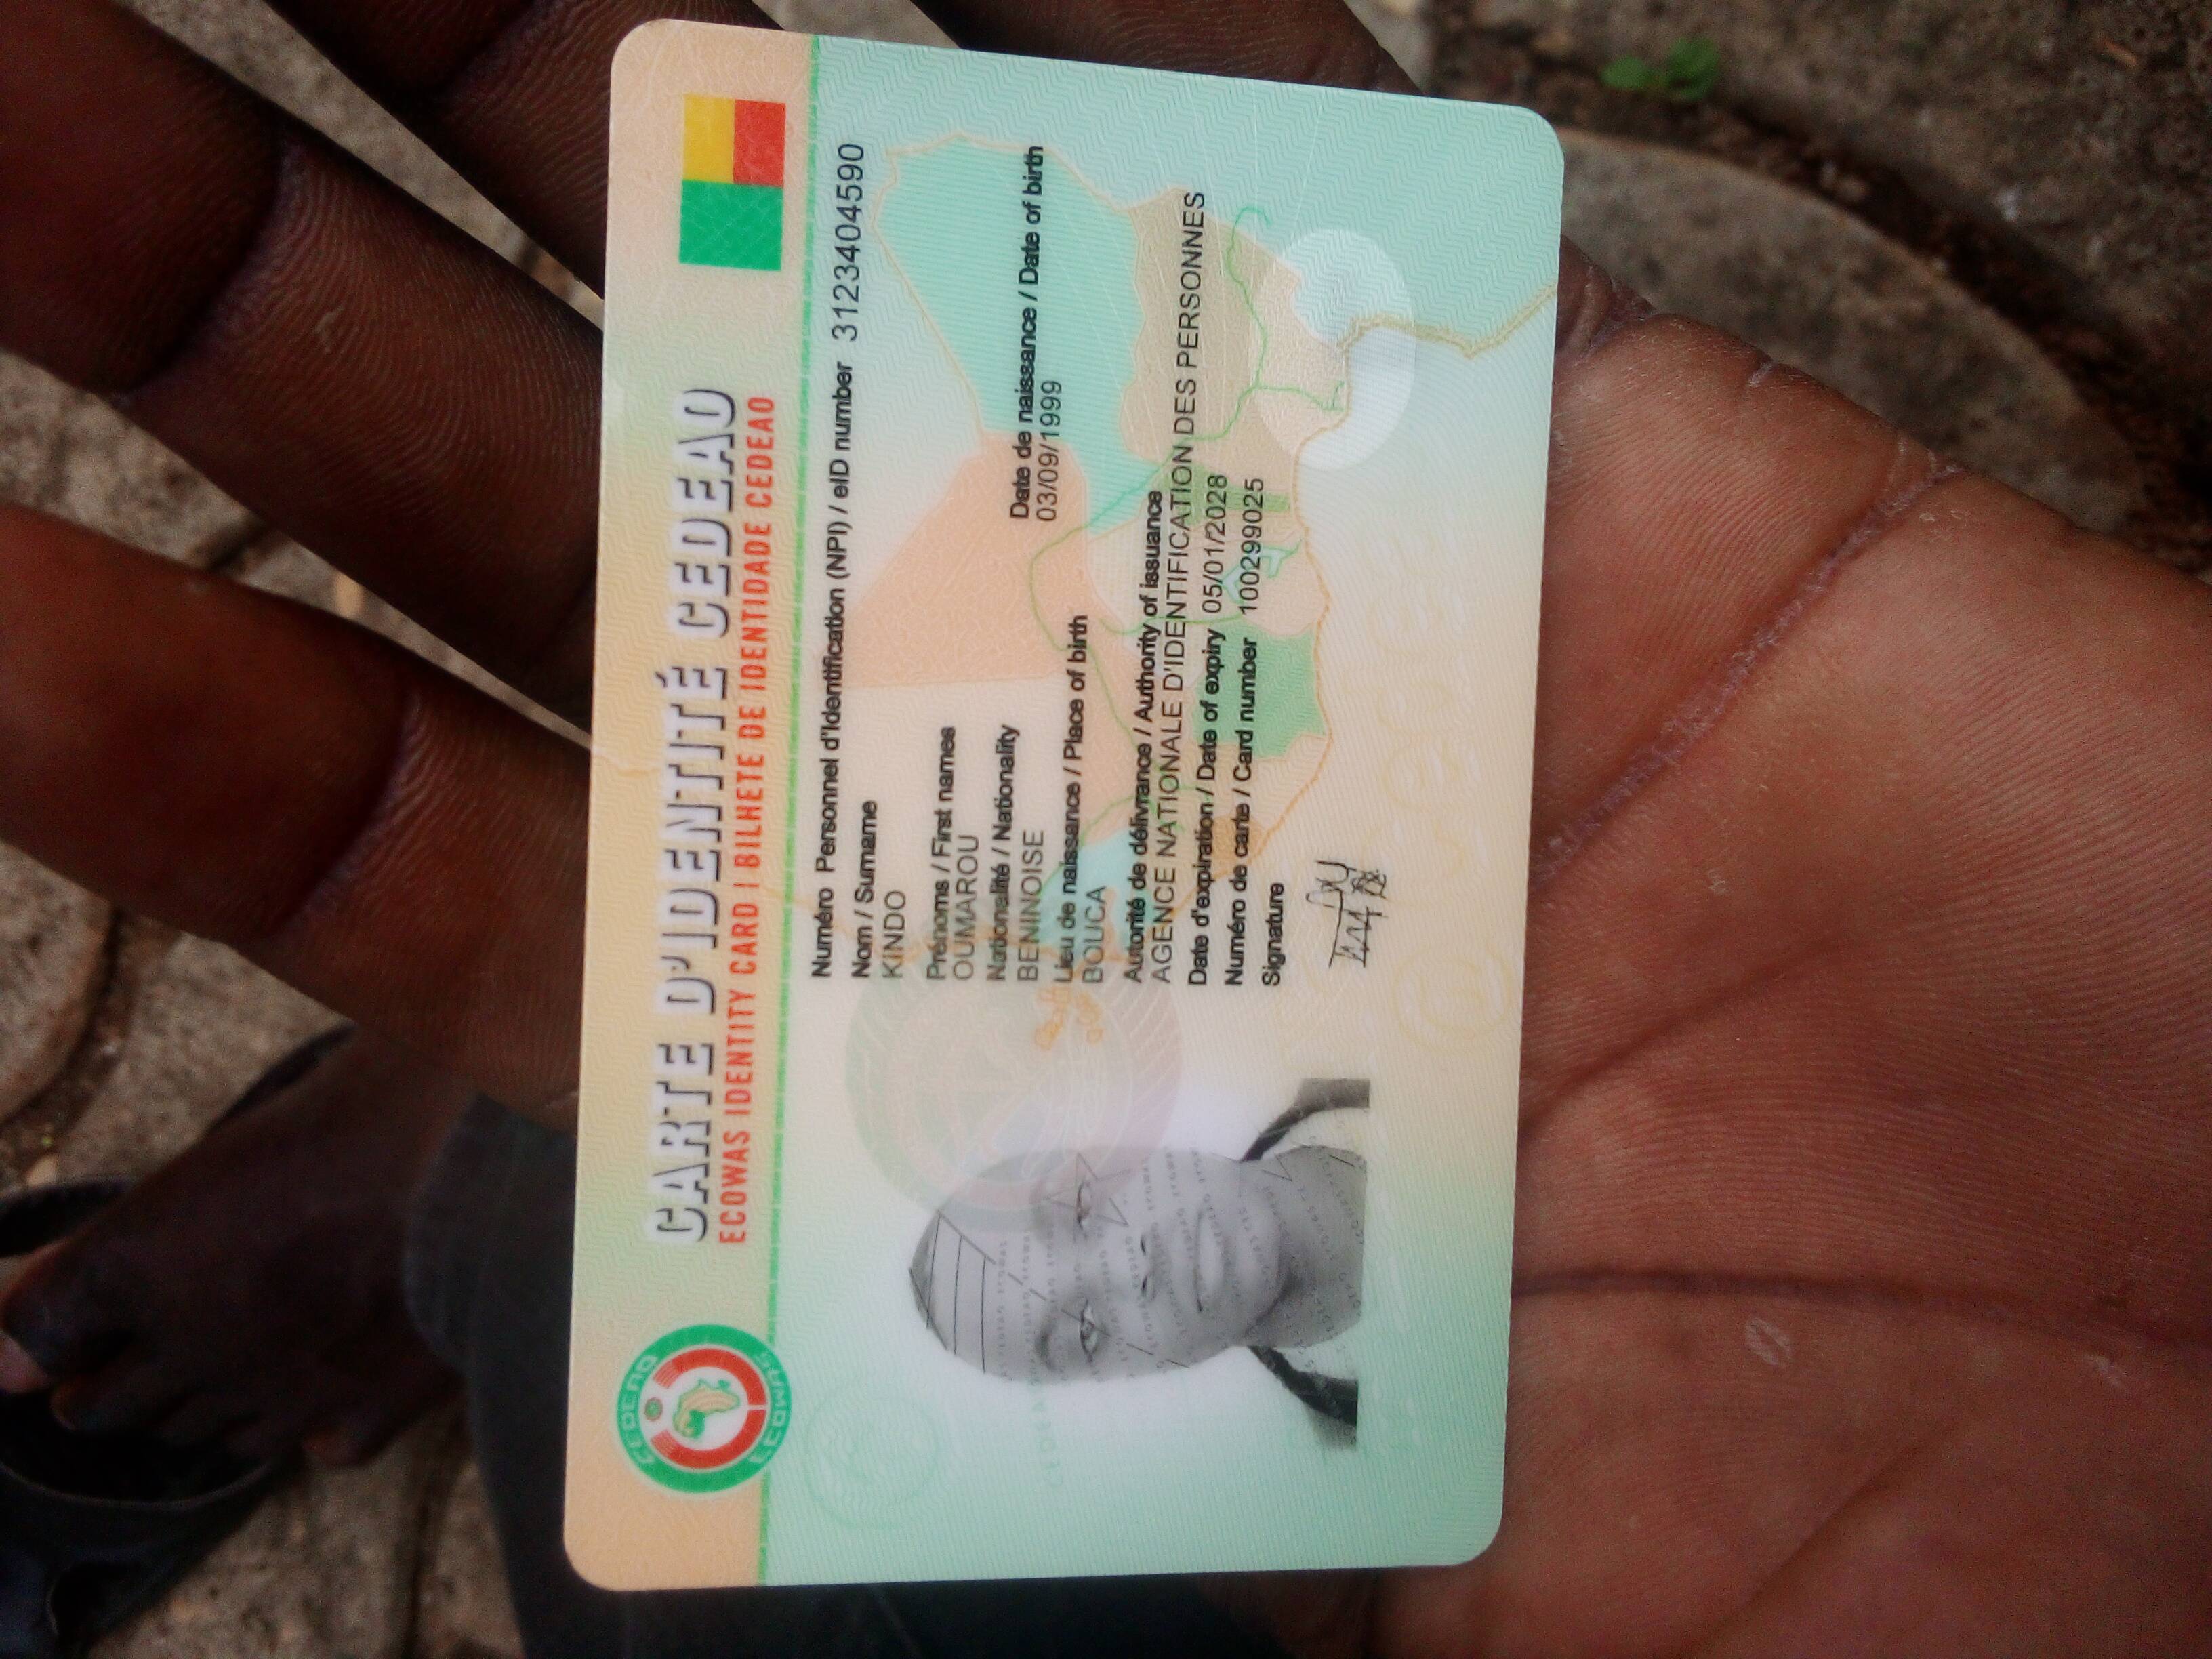 CARTE D'IDENTITÉ CEDEAO
ECOWAS IDENTITY CARD | BILHETE DE IDENTIDADE CEDEAO
CEDEAO
ECOWAS
Numéro Personnel d'Identification (NPI) / eID number 31223404590
Nom / Surname
KINDO
Prénoms / First names
OUMAROU
Nationalité / Nationality
BENINOISE
Date de naissance / Date of birth
03/09/1999
Lieu de naissance / Place of birth
BOUCA
Autorité de délivrance / Authority of issuance
AGENCE NATIONALE D'IDENTIFICATION DES PERSONNES
Date d'expiration / Date of expiry 05/01/2028
Numéro de carte / Card number 100299025
Signature